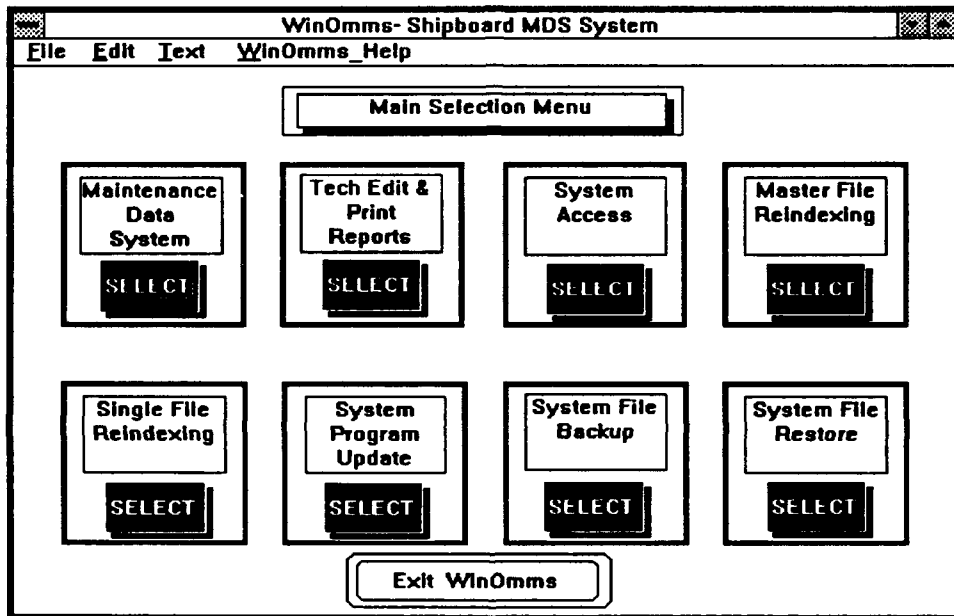 WinOmms- Shipboard MDS System
File Edit Text WinOmms_Help
Main Selection Menu
Maintenance
Data
System
SELECT
Tech Edit &
Print
Reports
SELECT
System
Access
SELECT
Master File
Reindexing
SELECT
Single File
Reindexing
SELECT
System
Program
Update
SELECT
System File
Backup
SELECT
System File
Restore
SELECT
Exit WinOmms